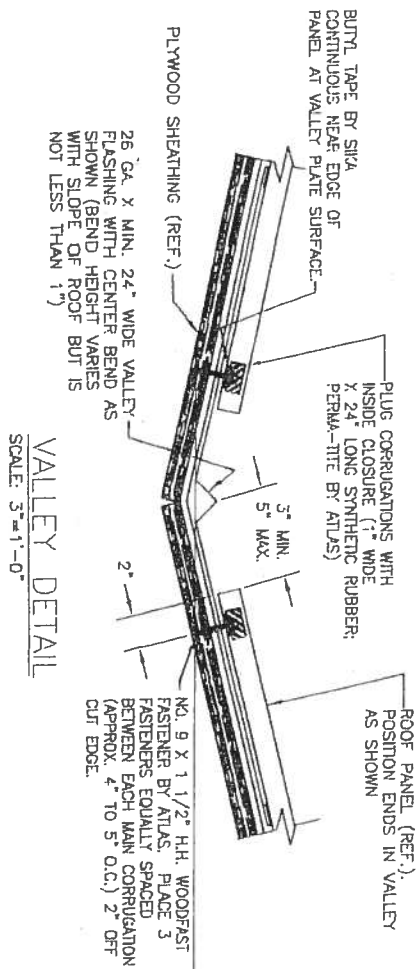 BUTYL TAPE BY SIKA
CONTINUOUS NEAR EDGE OF
PANEL AT VALLEY PLATE SURFACE.
PLYWOOD SHEATHING (REF.)
26 GA. X MIN. 24" WIDE VALLEY
FLASHING WITH CENTER BEND AS
SHOWN (BEND HEIGHT VARIES
WITH SLOPE OF ROOF BUT IS
NOT LESS THAN 1")
PLUG CORRUGATIONS WITH
INSIDE CLOSURE (1" WIDE
X 24" LONG SYNTHETIC RUBBER;
PERMA-TITE BY ATLAS)
3" MIN.
5" MAX.
2"
ROOF PANEL (REF.).
POSITION ENDS IN VALLEY
AS SHOWN
NO. 9 X 1 1/2" H.H. WOODFAST
FASTENER BY ATLAS. PLACE 3
FASTENERS EQUALLY SPACED
BETWEEN EACH MAIN CORRUGATION
(APPROX. 4" TO 5" O.C.) 2" OFF
CUT EDGE.
VALLEY DETAIL
SCALE: 3"=1'-0"